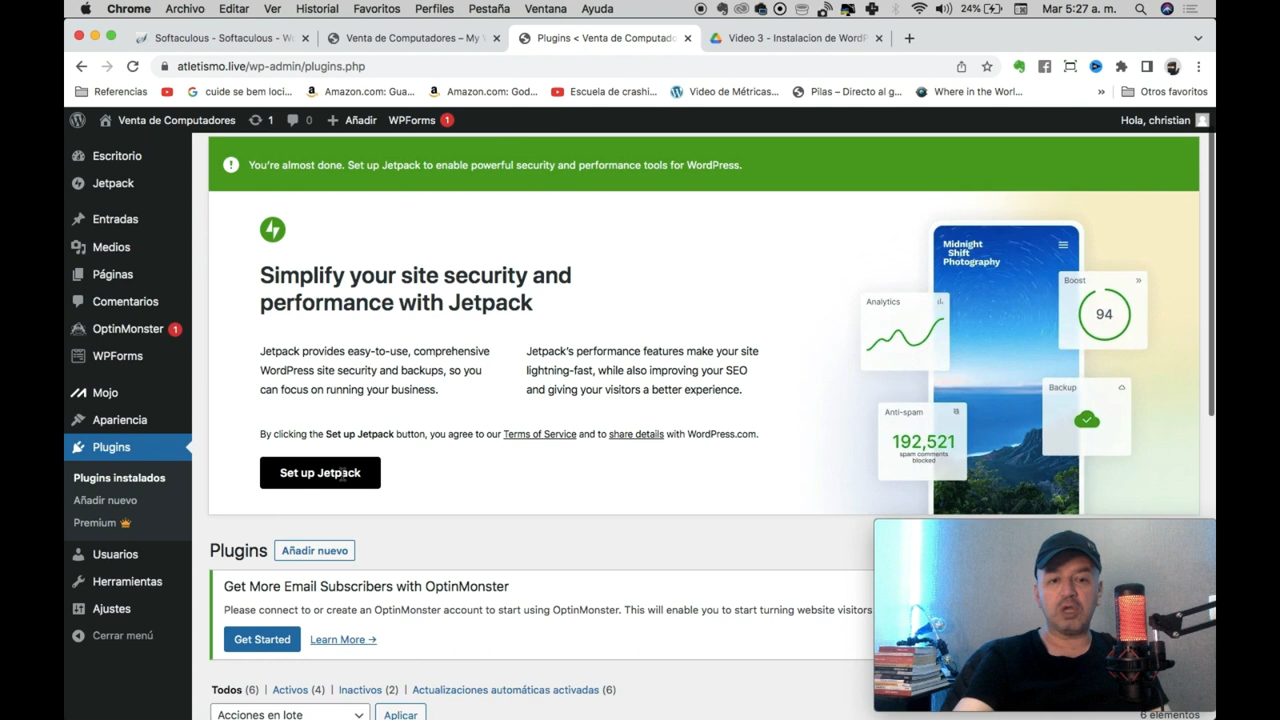 Chrome Archivo Editar Ver Historial Favoritos Perfiles Pestaña Ventana Ayuda 24% Mar 5:27 a. m.
Softaculous - Softaculous - W Venta de Computadores – My Plugins < Venta de Computado Video 3 - Instalacion de WordP
atletismo.live/wp-admin/plugins.php
Referencias cuide se bem loci... Amazon.com: Gua... Amazon.com: God... Escuela de crashi... Video de Métricas... Pilas – Directo al g... Where in the Worl... » Otros favoritos
Venta de Computadores 1 0 Añadir WPForms 1 Hola, christian
Escritorio
Jetpack
Entradas
Medios
Páginas
Comentarios
OptinMonster 1
WPForms
Mojo
Apariencia
Plugins
Plugins instalados
Añadir nuevo
Premium
Usuarios
Herramientas
Ajustes
Cerrar menú
You're almost done. Set up Jetpack to enable powerful security and performance tools for WordPress.
Simplify your site security and
performance with Jetpack
Jetpack provides easy-to-use, comprehensive
WordPress site security and backups, so you
can focus on running your business.
Jetpack's performance features make your site
lightning-fast, while also improving your SEO
and giving your visitors a better experience.
By clicking the Set up Jetpack button, you agree to our Terms of Service and to share details with WordPress.com.
Set up Jetpack
Midnight
Shift
Photography
Analytics
Boost
94
Backup
Anti-spam
192,521
spam comments
blocked
Plugins Añadir nuevo
Get More Email Subscribers with OptinMonster
Please connect to or create an OptinMonster account to start using OptinMonster. This will enable you to start turning website visitors
Get Started Learn More →
Todos (6) | Activos (4) | Inactivos (2) | Actualizaciones automáticas activadas (6)
Acciones en lote Aplicar 6 elementos